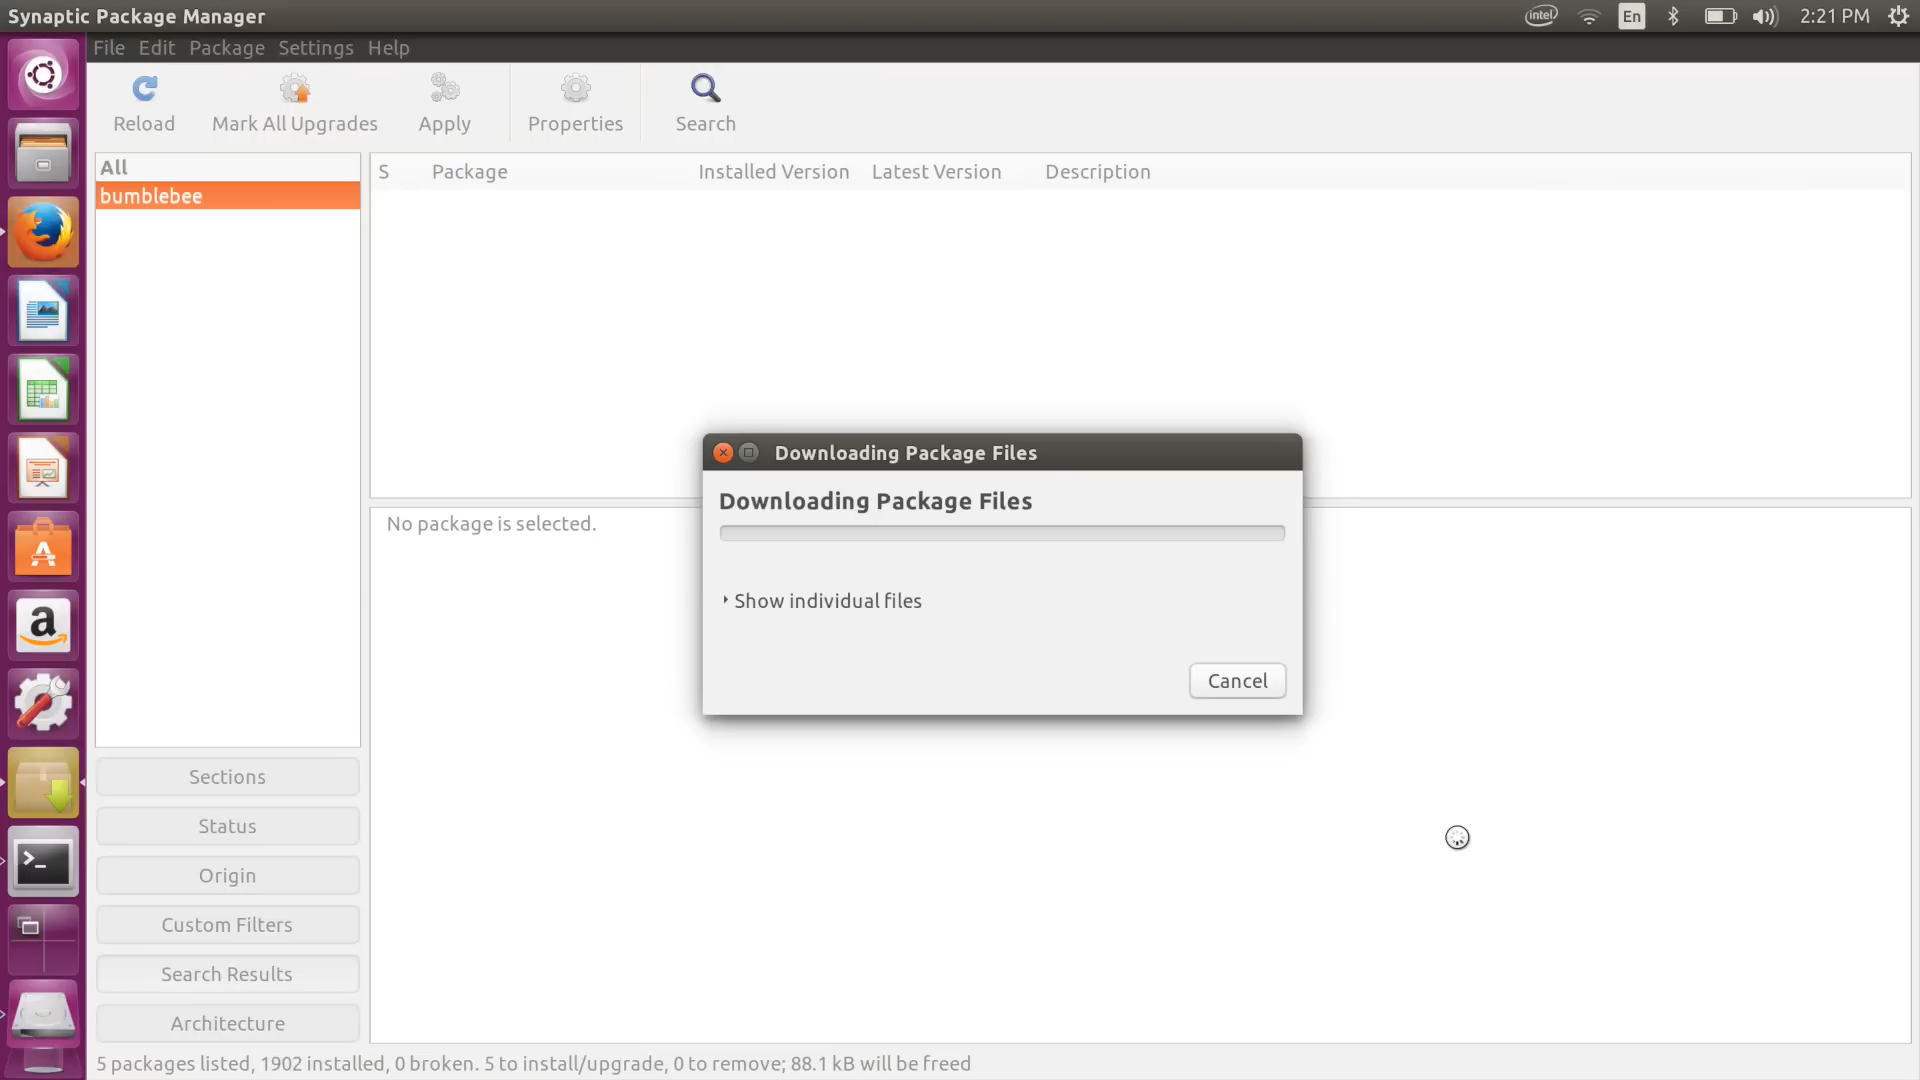 Synaptic Package Manager
intel
En
2:21 PM
File Edit Package Settings Help
Reload
Mark All Upgrades
Apply
Properties
Search
All
bumblebee
S Package Installed Version Latest Version Description
No package is selected.
Downloading Package Files
Downloading Package Files
Show individual files
Cancel
Sections
Status
Origin
Custom Filters
Search Results
Architecture
5 packages listed, 1902 installed, 0 broken. 5 to install/upgrade, 0 to remove; 88.1 kB will be freed